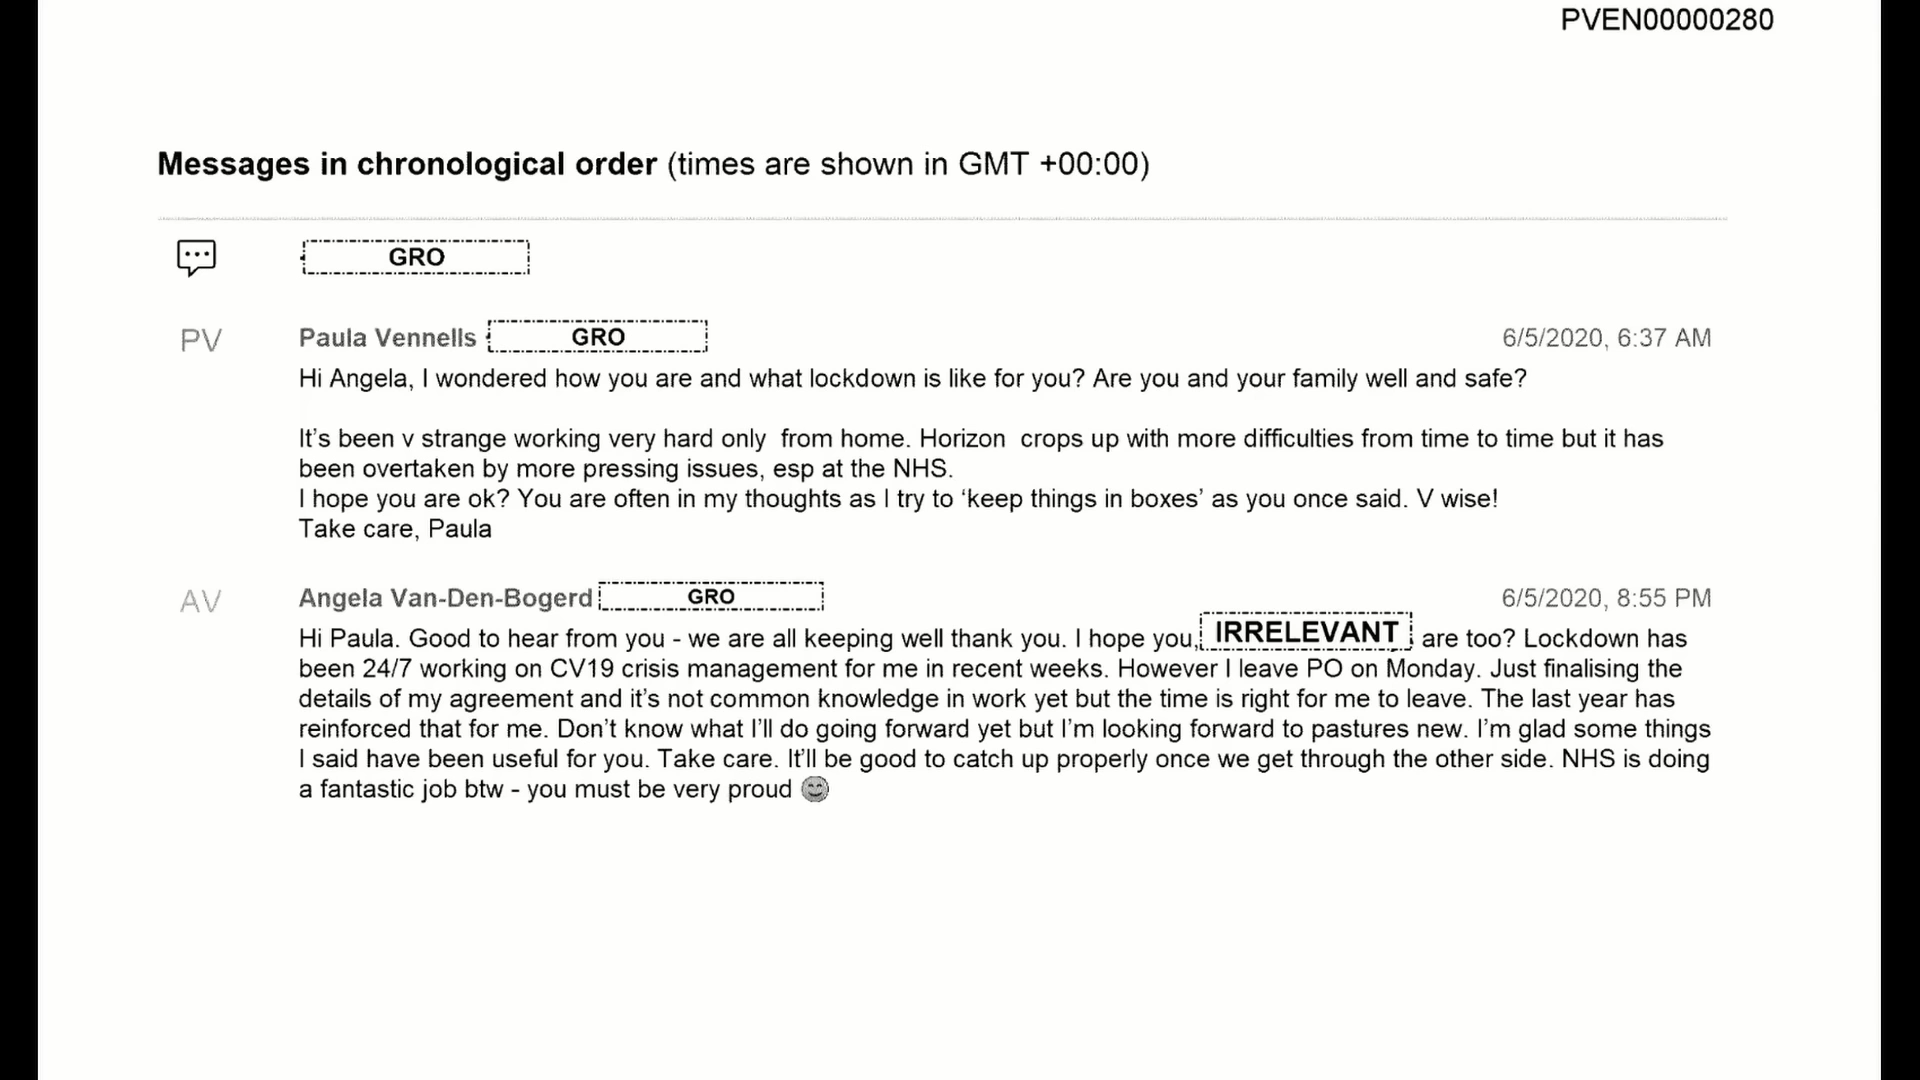 PVEN00000280
Messages in chronological order (times are shown in GMT +00:00)
GRO
PV Paula Vennells GRO 6/5/2020, 6:37 AM
Hi Angela, I wondered how you are and what lockdown is like for you? Are you and your family well and safe?
It's been v strange working very hard only  from home. Horizon  crops up with more difficulties from time to time but it has
been overtaken by more pressing issues, esp at the NHS.
I hope you are ok? You are often in my thoughts as I try to ‘keep things in boxes’ as you once said. V wise!
Take care, Paula
AV Angela Van-Den-Bogerd GRO 6/5/2020, 8:55 PM
Hi Paula. Good to hear from you - we are all keeping well thank you. I hope you, IRRELEVANT are too? Lockdown has
been 24/7 working on CV19 crisis management for me in recent weeks. However I leave PO on Monday. Just finalising the
details of my agreement and it's not common knowledge in work yet but the time is right for me to leave. The last year has
reinforced that for me. Don't know what I'll do going forward yet but I'm looking forward to pastures new. I'm glad some things
I said have been useful for you. Take care. It'll be good to catch up properly once we get through the other side. NHS is doing
a fantastic job btw - you must be very proud 😊